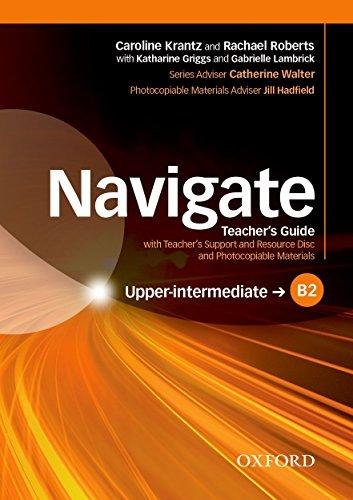 Caroline Krantz and Rachael Roberts
with Katharine Griggs and Gabrielle Lambrick
Series Adviser Catherine Walter
Photocopiable Materials Adviser Jill Hadfield
Navigate
Teacher's Guide
with Teacher's Support and Resource Disc
and Photocopiable Materials
Upper-intermediate → B2
OXFORD